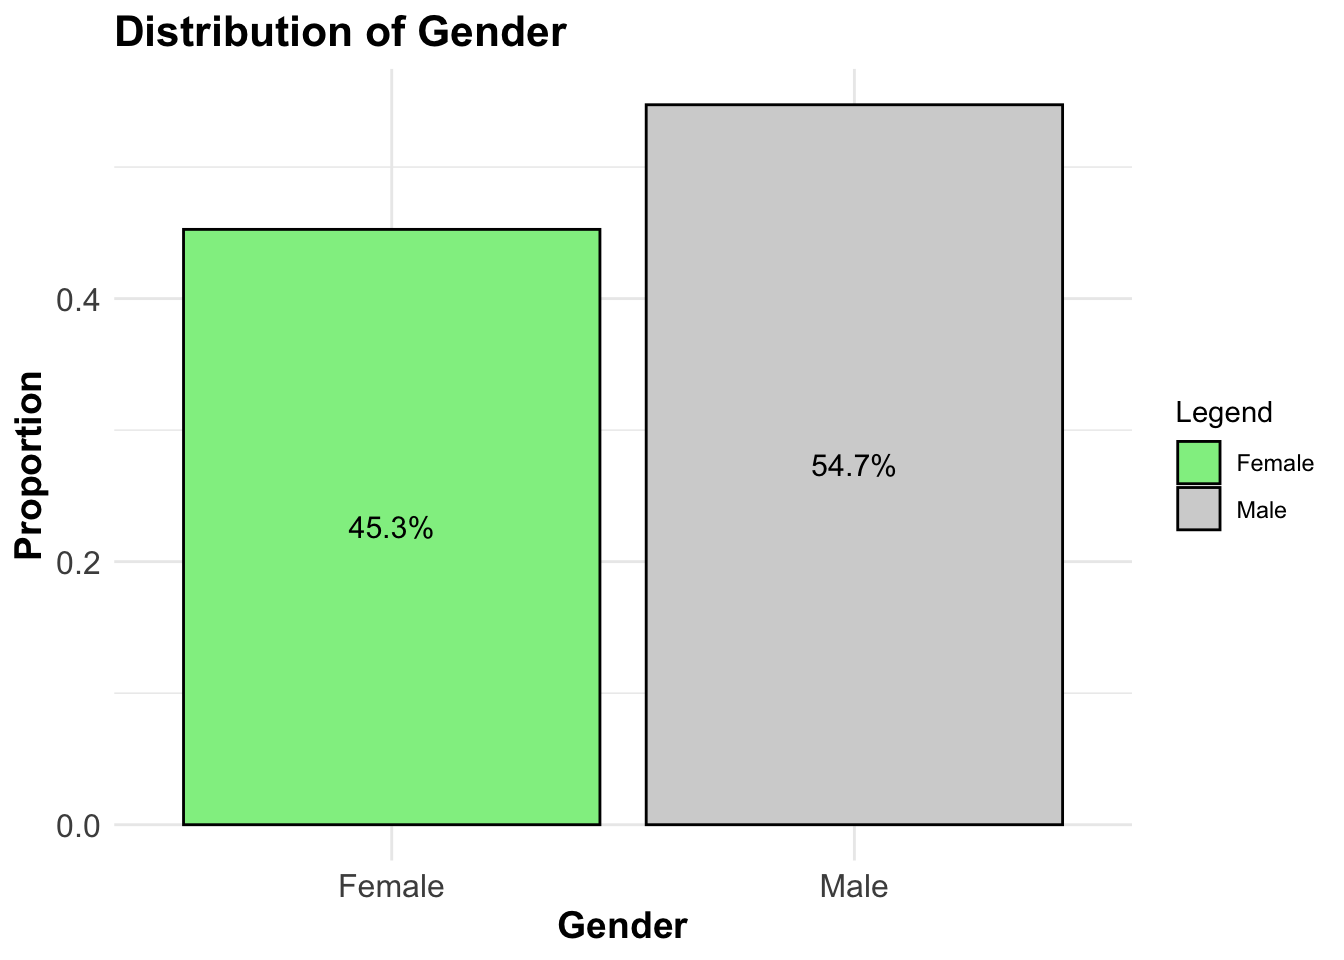 Distribution of Gender
Proportion
0.4
0.2
0.0
45.3%
54.7%
Female
Male
Gender
Legend
Female
Male